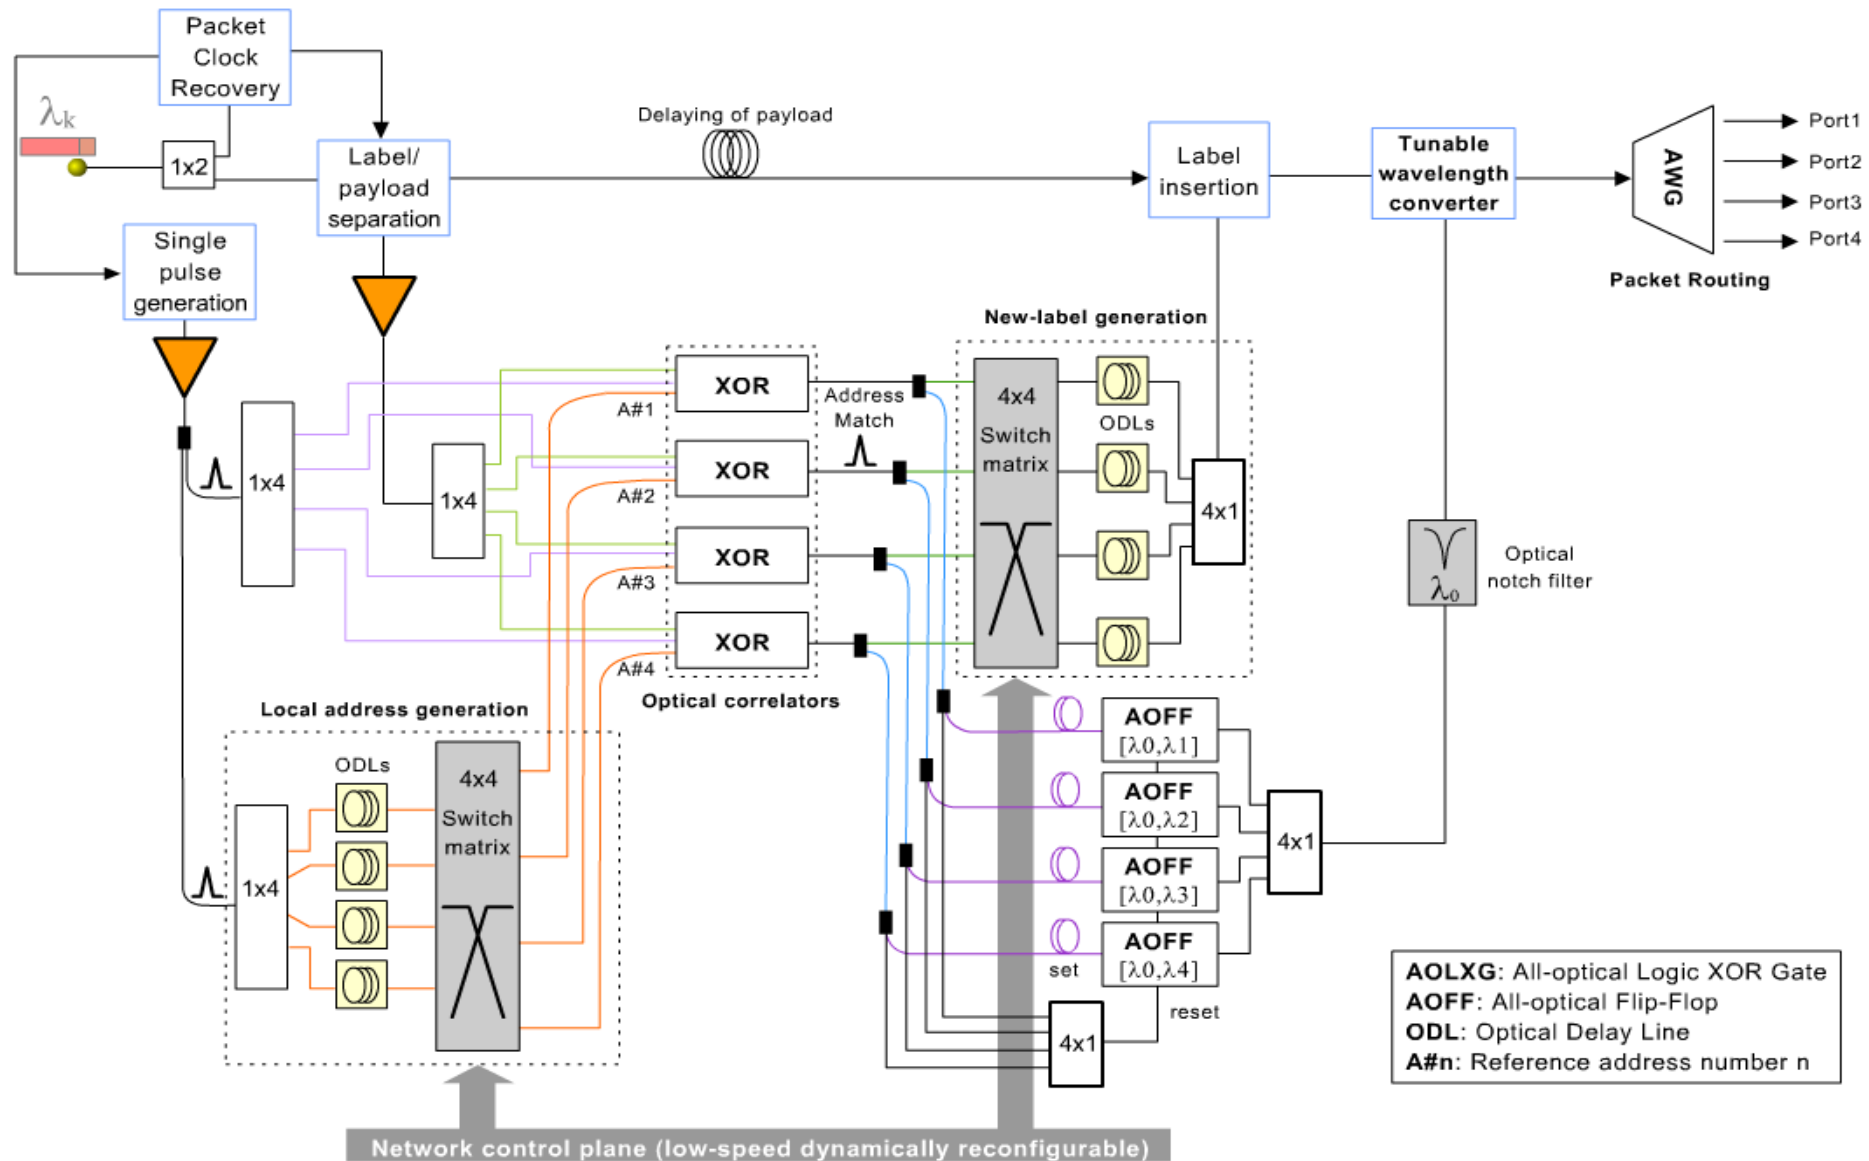 Packet
Clock
Recovery
λk
1x2
Label/
payload
separation
Delaying of payload
Label
insertion
Tunable
wavelength
converter
AWG
Port1
Port2
Port3
Port4
Packet Routing
Single
pulse
generation
New-label generation
1x4
1x4
XOR
XOR
XOR
XOR
A#1
A#2
A#3
A#4
Optical correlators
Address
Match
4x4
Switch
matrix
ODLs
4x1
Optical
notch filter
λ0
Local address generation
ODLs
1x4
4x4
Switch
matrix
AOFF
[λ0,λ1]
AOFF
[λ0,λ2]
AOFF
[λ0,λ3]
AOFF
[λ0,λ4]
set
reset
4x1
4x1
AOLXG: All-optical Logic XOR Gate
AOFF: All-optical Flip-Flop
ODL: Optical Delay Line
A#n: Reference address number n
Network control plane (low-speed dynamically reconfigurable)